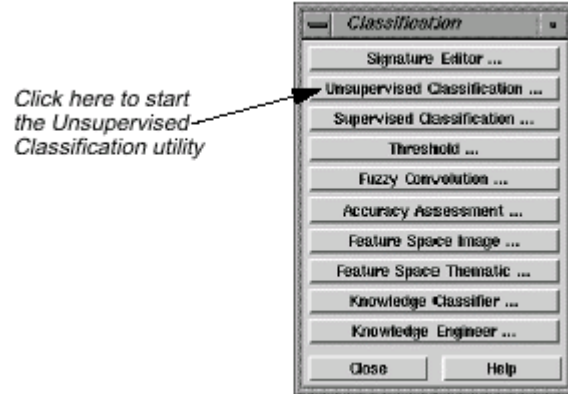 Classification
Signature Editor ...
Unsupervised Classification ...
Click here to start
the Unsupervised
Classification utility
Supervised Classification ...
Threshold ...
Fuzzy Convolution ...
Accuracy Assessment ...
Feature Space Image ...
Feature Space Thematic ...
Knowledge Classifier ...
Knowledge Engineer ...
Close Help